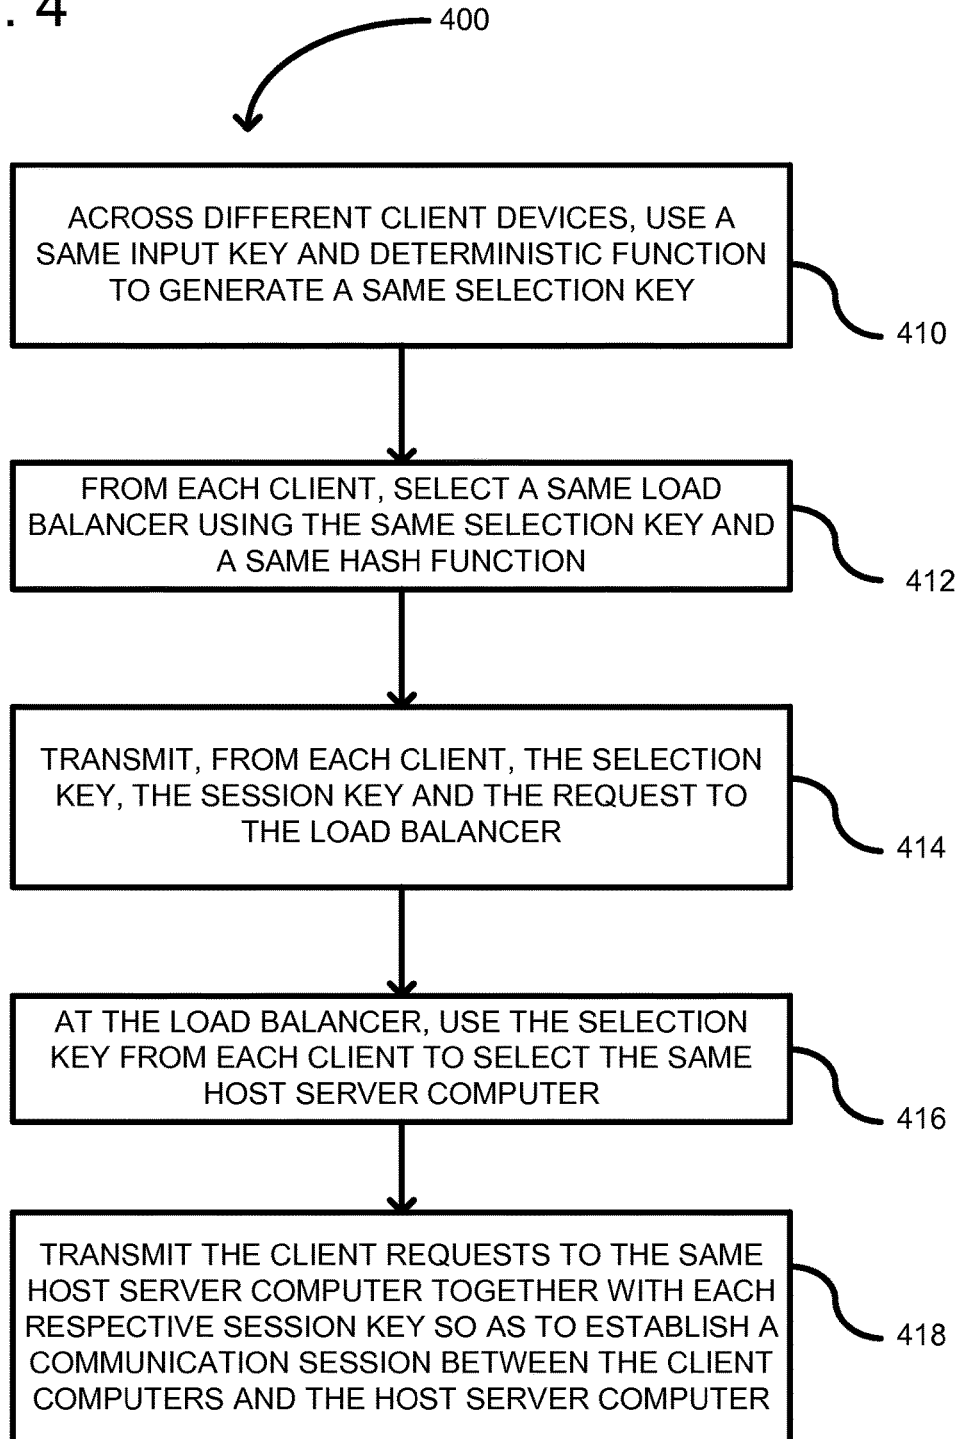 . 4
400
ACROSS DIFFERENT CLIENT DEVICES, USE A
SAME INPUT KEY AND DETERMINISTIC FUNCTION
TO GENERATE A SAME SELECTION KEY
410
FROM EACH CLIENT, SELECT A SAME LOAD
BALANCER USING THE SAME SELECTION KEY AND
A SAME HASH FUNCTION
412
TRANSMIT, FROM EACH CLIENT, THE SELECTION
KEY, THE SESSION KEY AND THE REQUEST TO
THE LOAD BALANCER
414
AT THE LOAD BALANCER, USE THE SELECTION
KEY FROM EACH CLIENT TO SELECT THE SAME
HOST SERVER COMPUTER
416
TRANSMIT THE CLIENT REQUESTS TO THE SAME
HOST SERVER COMPUTER TOGETHER WITH EACH
RESPECTIVE SESSION KEY SO AS TO ESTABLISH A
COMMUNICATION SESSION BETWEEN THE CLIENT
COMPUTERS AND THE HOST SERVER COMPUTER
418